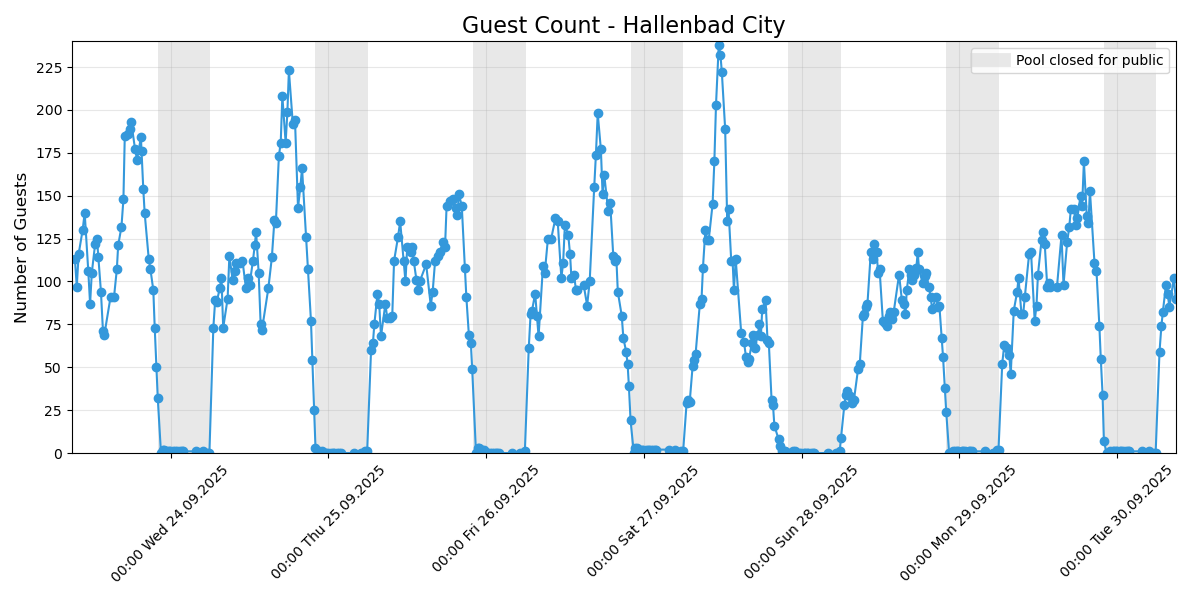 Guest Count - Hallenbad City
Pool closed for public
Number of Guests
225
200
175
150
125
100
75
50
25
0
00:00 Wed 24.09.2025
00:00 Thu 25.09.2025
00:00 Fri 26.09.2025
00:00 Sat 27.09.2025
00:00 Sun 28.09.2025
00:00 Mon 29.09.2025
00:00 Tue 30.09.2025